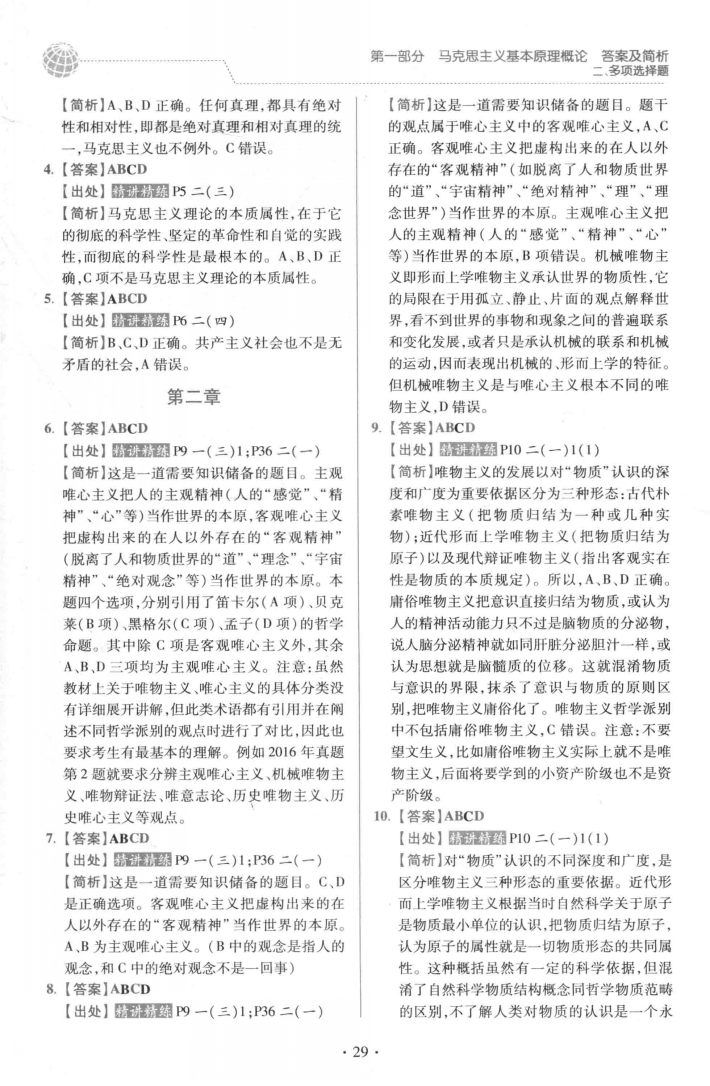 第一部分 马克思主义基本原理概论 答案及简析
二、多项选择题
【简析】A、B、D 正确。任何真理,都具有绝对
性和相对性,即都是绝对真理和相对真理的统
一,马克思主义也不例外。C 错误。
4.【答案】ABCD
【出处】精讲精练 P5 二(三)
【简析】马克思主义理论的本质属性,在于它
的彻底的科学性、坚定的革命性和自觉的实践
性,而彻底的科学性是最根本的。A、B、D 正
确,C 项不是马克思主义理论的本质属性。
5.【答案】ABCD
【出处】精讲精练 P6 二(四)
【简析】B、C、D 正确。共产主义社会也不是无
矛盾的社会,A 错误。
第二章
6.【答案】ABCD
【出处】精讲精练 P9 一(三)1;P36 二(一)
【简析】这是一道需要知识储备的题目。主观
唯心主义把人的主观精神(人的“感觉”、“精
神”、“心”等)当作世界的本原,客观唯心主义
把虚构出来的在人以外存在的“客观精神”
(脱离了人和物质世界的“道”、“理念”、“宇宙
精神”、“绝对观念”等)当作世界的本原。本
题四个选项,分别引用了笛卡尔(A 项)、贝克
莱(B 项)、黑格尔(C 项)、孟子(D 项)的哲学
命题。其中除 C 项是客观唯心主义外,其余
A、B、D 三项均为主观唯心主义。注意:虽然
教材上关于唯物主义、唯心主义的具体分类没
有详细展开讲解,但此类术语都有引用并在阐
述不同哲学派别的观点时进行了对比,因此也
要求考生有最基本的理解。例如 2016 年真题
第 2 题就要求分辨主观唯心主义、机械唯物主
义、唯物辩证法、唯意志论、历史唯物主义、历
史唯心主义等观点。
7.【答案】ABCD
【出处】精讲精练 P9 一(三)1;P36 二(一)
【简析】这是一道需要知识储备的题目。C、D
是正确选项。客观唯心主义把虚构出来的在
人以外存在的“客观精神”当作世界的本原。
A、B 为主观唯心主义。(B 中的观念是指人的
观念,和 C 中的绝对观念不是一回事)
8.【答案】ABCD
【出处】精讲精练 P9 一(三)1;P36 二(一)
【简析】这是一道需要知识储备的题目。题干
的观点属于唯心主义中的客观唯心主义,A、C
正确。客观唯心主义把虚构出来的在人以外
存在的“客观精神”(如脱离了人和物质世界
的“道”、“宇宙精神”、“绝对精神”、“理”、“理
念世界”)当作世界的本原。主观唯心主义把
人的主观精神(人的“感觉”、“精神”、“心”
等)当作世界的本原,B 项错误。机械唯物主
义即形而上学唯物主义承认世界的物质性,它
的局限在于用孤立、静止、片面的观点解释世
界,看不到世界的事物和现象之间的普遍联系
和变化发展,或者只是承认机械的联系和机械
的运动,因而表现出机械的、形而上学的特征。
但机械唯物主义是与唯心主义根本不同的唯
物主义,D 错误。
9.【答案】ABCD
【出处】精讲精练 P10 二(一)1(1)
【简析】唯物主义的发展以对“物质”认识的深
度和广度为重要依据区分为三种形态:古代朴
素唯物主义(把物质归结为一种或几种实
物);近代形而上学唯物主义(把物质归结为
原子)以及现代辩证唯物主义(指出客观实在
性是物质的本质规定)。所以,A、B、D 正确。
庸俗唯物主义把意识直接归结为物质,或认为
人的精神活动能力只不过是脑物质的分泌物,
说人脑分泌精神就如同肝脏分泌胆汁一样,或
认为思想就是脑髓质的位移。这就混淆物质
与意识的界限,抹杀了意识与物质的原则区
别,把唯物主义庸俗化了。唯物主义哲学派别
中不包括庸俗唯物主义,C 错误。注意:不要
望文生义,比如庸俗唯物主义实际上就不是唯
物主义,后面将要学到的小资产阶级也不是资
产阶级。
10.【答案】ABCD
【出处】精讲精练 P10 二(一)1(1)
【简析】对“物质”认识的不同深度和广度,是
区分唯物主义三种形态的重要依据。近代形
而上学唯物主义根据当时自然科学关于原子
是物质最小单位的认识,把物质归结为原子,
认为原子的属性就是一切物质形态的共同属
性。这种概括虽然有一定的科学依据,但混
淆了自然科学物质结构概念同哲学物质范畴
的区别,不了解人类对物质的认识是一个永
· 29 ·